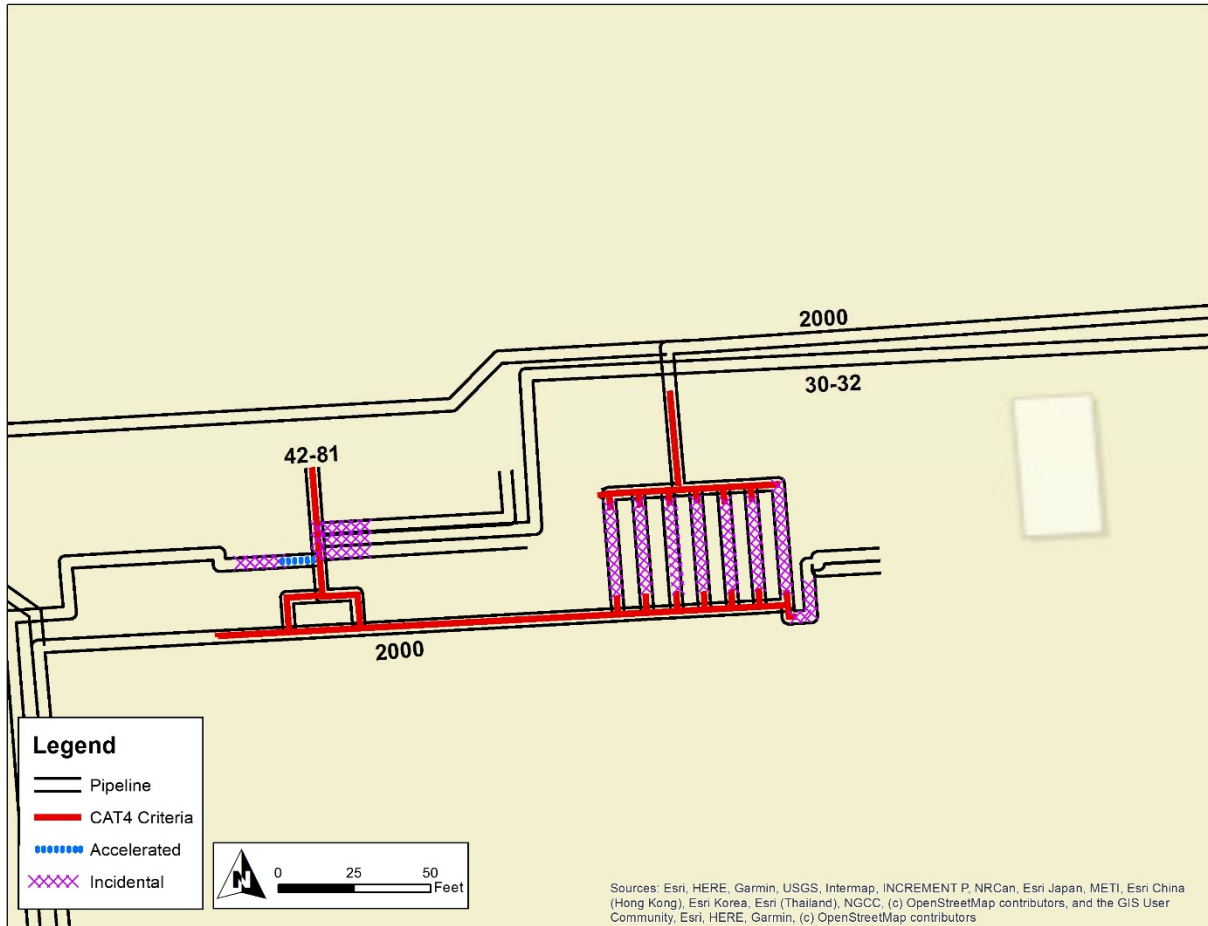 2000
30-32
42-81
2000
Legend
Pipeline
CAT4 Criteria
Accelerated
Incidental
N
0 25 50
Feet
Sources: Esri, HERE, Garmin, USGS, Intermap, INCREMENT P, NRCan, Esri Japan, METI, Esri China
(Hong Kong), Esri Korea, Esri (Thailand), NGCC, (c) OpenStreetMap contributors, and the GIS User
Community, Esri, HERE, Garmin, (c) OpenStreetMap contributors